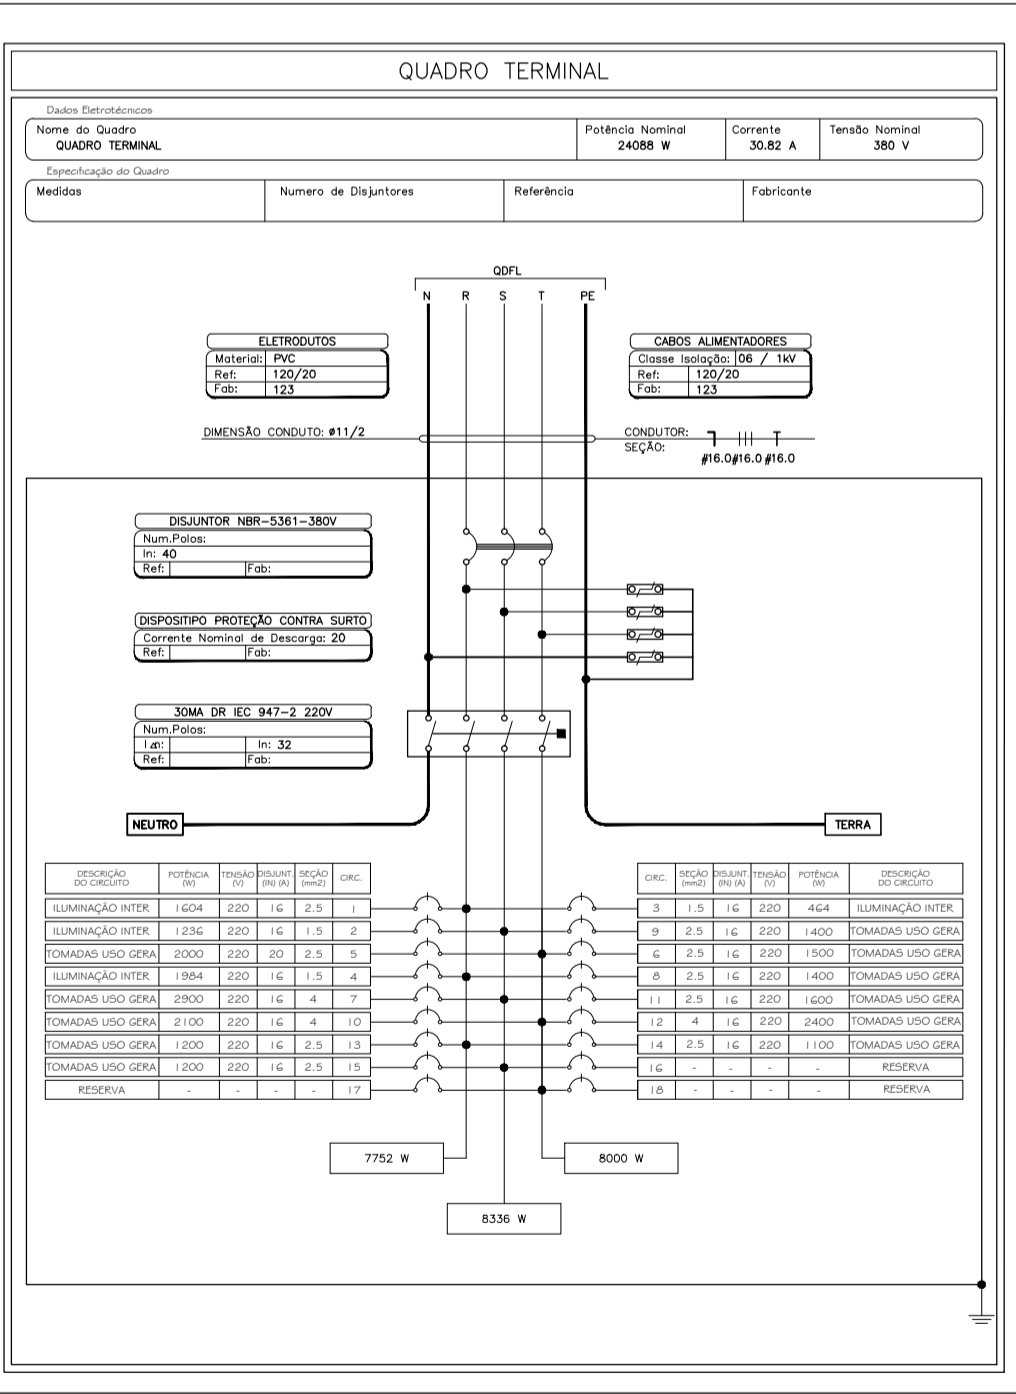 QUADRO TERMINAL
Dados Eletrotécnicos
Nome do Quadro Potência Nominal Corrente Tensão Nominal
QUADRO TERMINAL 24088 W 30.82 A 380 V
Especificação do Quadro
Medidas Numero de Disjuntores Referência Fabricante
QDFL
N R S T PE
ELETRODUTOS
Material: PVC
Ref: 120/20
Fab: 123
CABOS ALIMENTADORES
Classe Isolação: 06 / 1kV
Ref: 120/20
Fab: 123
DIMENSÃO CONDUTO: ø11/2
CONDUTOR:
SEÇÃO:
#16.0 #16.0 #16.0
DISJUNTOR NBR-5361-380V
Num.Polos:
In: 40
Ref: Fab:
DISPOSITIPO PROTEÇÃO CONTRA SURTO
Corrente Nominal de Descarga: 20
Ref: Fab:
30MA DR IEC 947-2 220V
Num.Polos:
I△n: In: 32
Ref: Fab:
NEUTRO
TERRA
DESCRIÇÃO DO CIRCUITO POTÊNCIA (W) TENSÃO (V) DISJUNT. (IN) (A) SEÇÃO (mm2) CIRC.
ILUMINAÇÃO INTER 1604 220 16 2.5 1
ILUMINAÇÃO INTER 1236 220 16 1.5 2
TOMADAS USO GERA 2000 220 20 2.5 5
ILUMINAÇÃO INTER 1984 220 16 1.5 4
TOMADAS USO GERA 2900 220 16 4 7
TOMADAS USO GERA 2100 220 16 4 10
TOMADAS USO GERA 1200 220 16 2.5 13
TOMADAS USO GERA 1200 220 16 2.5 15
RESERVA - - - - 17
CIRC. SEÇÃO (mm2) DISJUNT. (IN) (A) TENSÃO (V) POTÊNCIA (W) DESCRIÇÃO DO CIRCUITO
3 1.5 16 220 464 ILUMINAÇÃO INTER
9 2.5 16 220 1400 TOMADAS USO GERA
6 2.5 16 220 1500 TOMADAS USO GERA
8 2.5 16 220 1400 TOMADAS USO GERA
11 2.5 16 220 1600 TOMADAS USO GERA
12 4 16 220 2400 TOMADAS USO GERA
14 2.5 16 220 1100 TOMADAS USO GERA
16 - - - - RESERVA
18 - - - - RESERVA
7752 W
8000 W
8336 W